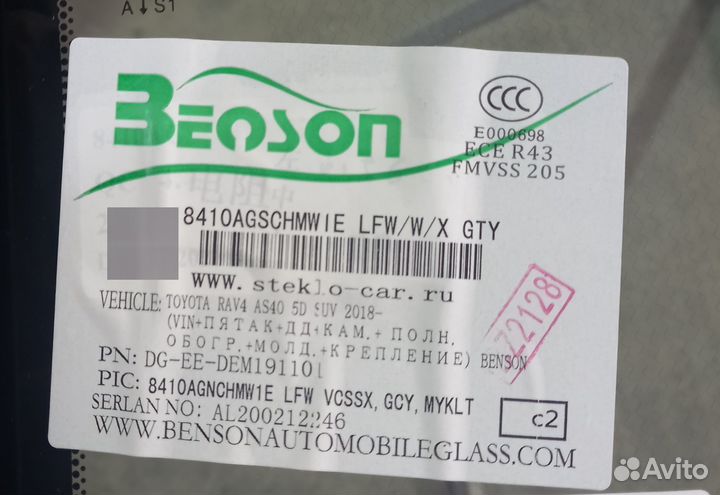 A↓S1
BENSON
CCC
E000698
ECE R43
FMVSS 205
8410AGSCHMW1E LFW/W/X GTY
www.steklo-car.ru
VEHICLE: TOYOTA RAV4 AS40 5D SUV 2018-
(VIN+ПЯТАК+ДД+КАМ.+ ПОЛН.
ОБОГР.+МОЛД.+КРЕПЛЕНИЕ) BENSON
22128
PN: DG-EE-DEM191101
PIC: 8410AGNCHMW1E LFW VCSSX, GCY, MYKLT
SERLAN NO: AL200212246
c2
WWW.BENSONAUTOMOBILEGLASS.COM
Avito